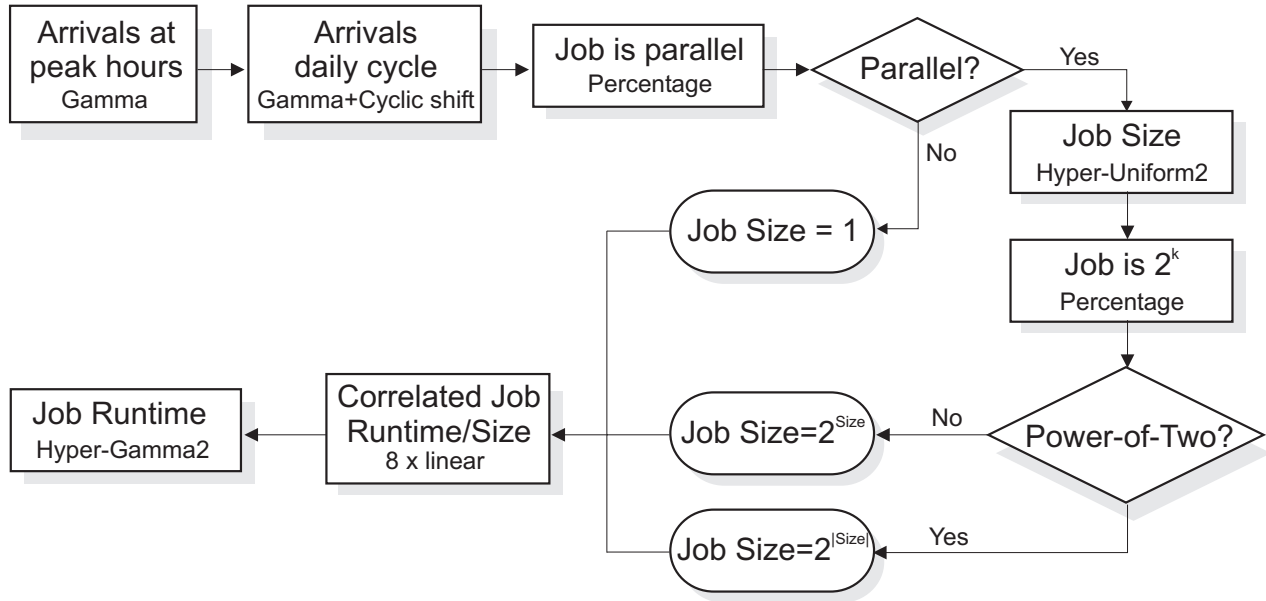 Arrivals at
peak hours
Gamma
Arrivals
daily cycle
Gamma+Cyclic shift
Job is parallel
Percentage
Parallel?
Yes
No
Job Size
Hyper-Uniform2
Job Size = 1
Job is 2^k
Percentage
Job Runtime
Hyper-Gamma2
Correlated Job
Runtime/Size
8 x linear
Job Size=2^Size
No
Power-of-Two?
Job Size=2^|Size|
Yes